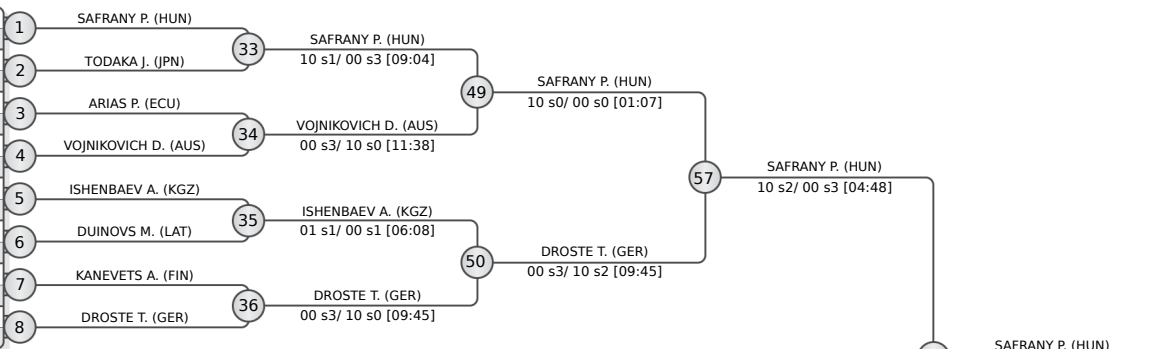 1
SAFRANY P. (HUN)
33
SAFRANY P. (HUN)
10 s1/ 00 s3 [09:04]
2
TODAKA J. (JPN)
49
SAFRANY P. (HUN)
10 s0/ 00 s0 [01:07]
3
ARIAS P. (ECU)
34
VOJNIKOVICH D. (AUS)
00 s3/ 10 s0 [11:38]
4
VOJNIKOVICH D. (AUS)
57
SAFRANY P. (HUN)
10 s2/ 00 s3 [04:48]
5
ISHENBAEV A. (KGZ)
35
ISHENBAEV A. (KGZ)
01 s1/ 00 s1 [06:08]
6
DUINOVS M. (LAT)
50
DROSTE T. (GER)
00 s3/ 10 s2 [09:45]
7
KANEVETS A. (FIN)
36
DROSTE T. (GER)
00 s3/ 10 s0 [09:45]
8
DROSTE T. (GER)
SAFRANY P. (HUN)